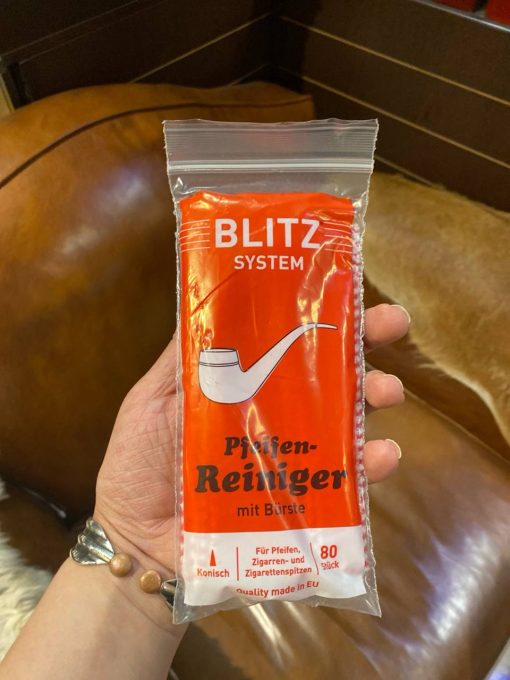 BLITZ
SYSTEM
Pfeifen-
Reiniger
mit Bürste
Konisch
Für Pfeifen,
Zigarren- und
Zigarettenspitzen
80
Stück
Quality made in EU